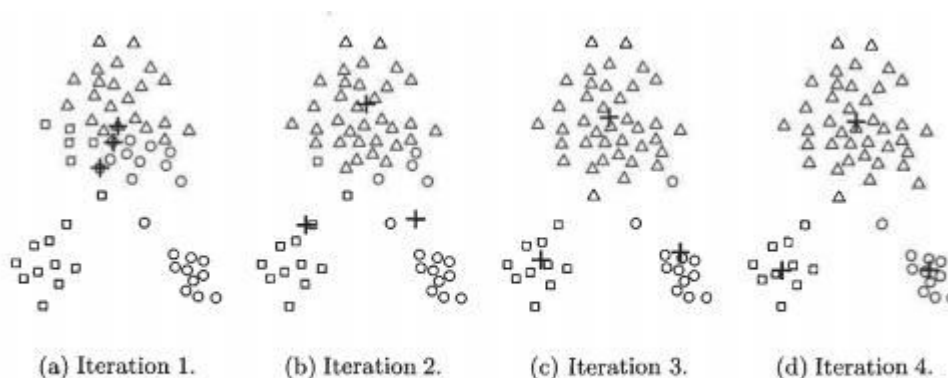 (a) Iteration 1.
(b) Iteration 2.
(c) Iteration 3.
(d) Iteration 4.